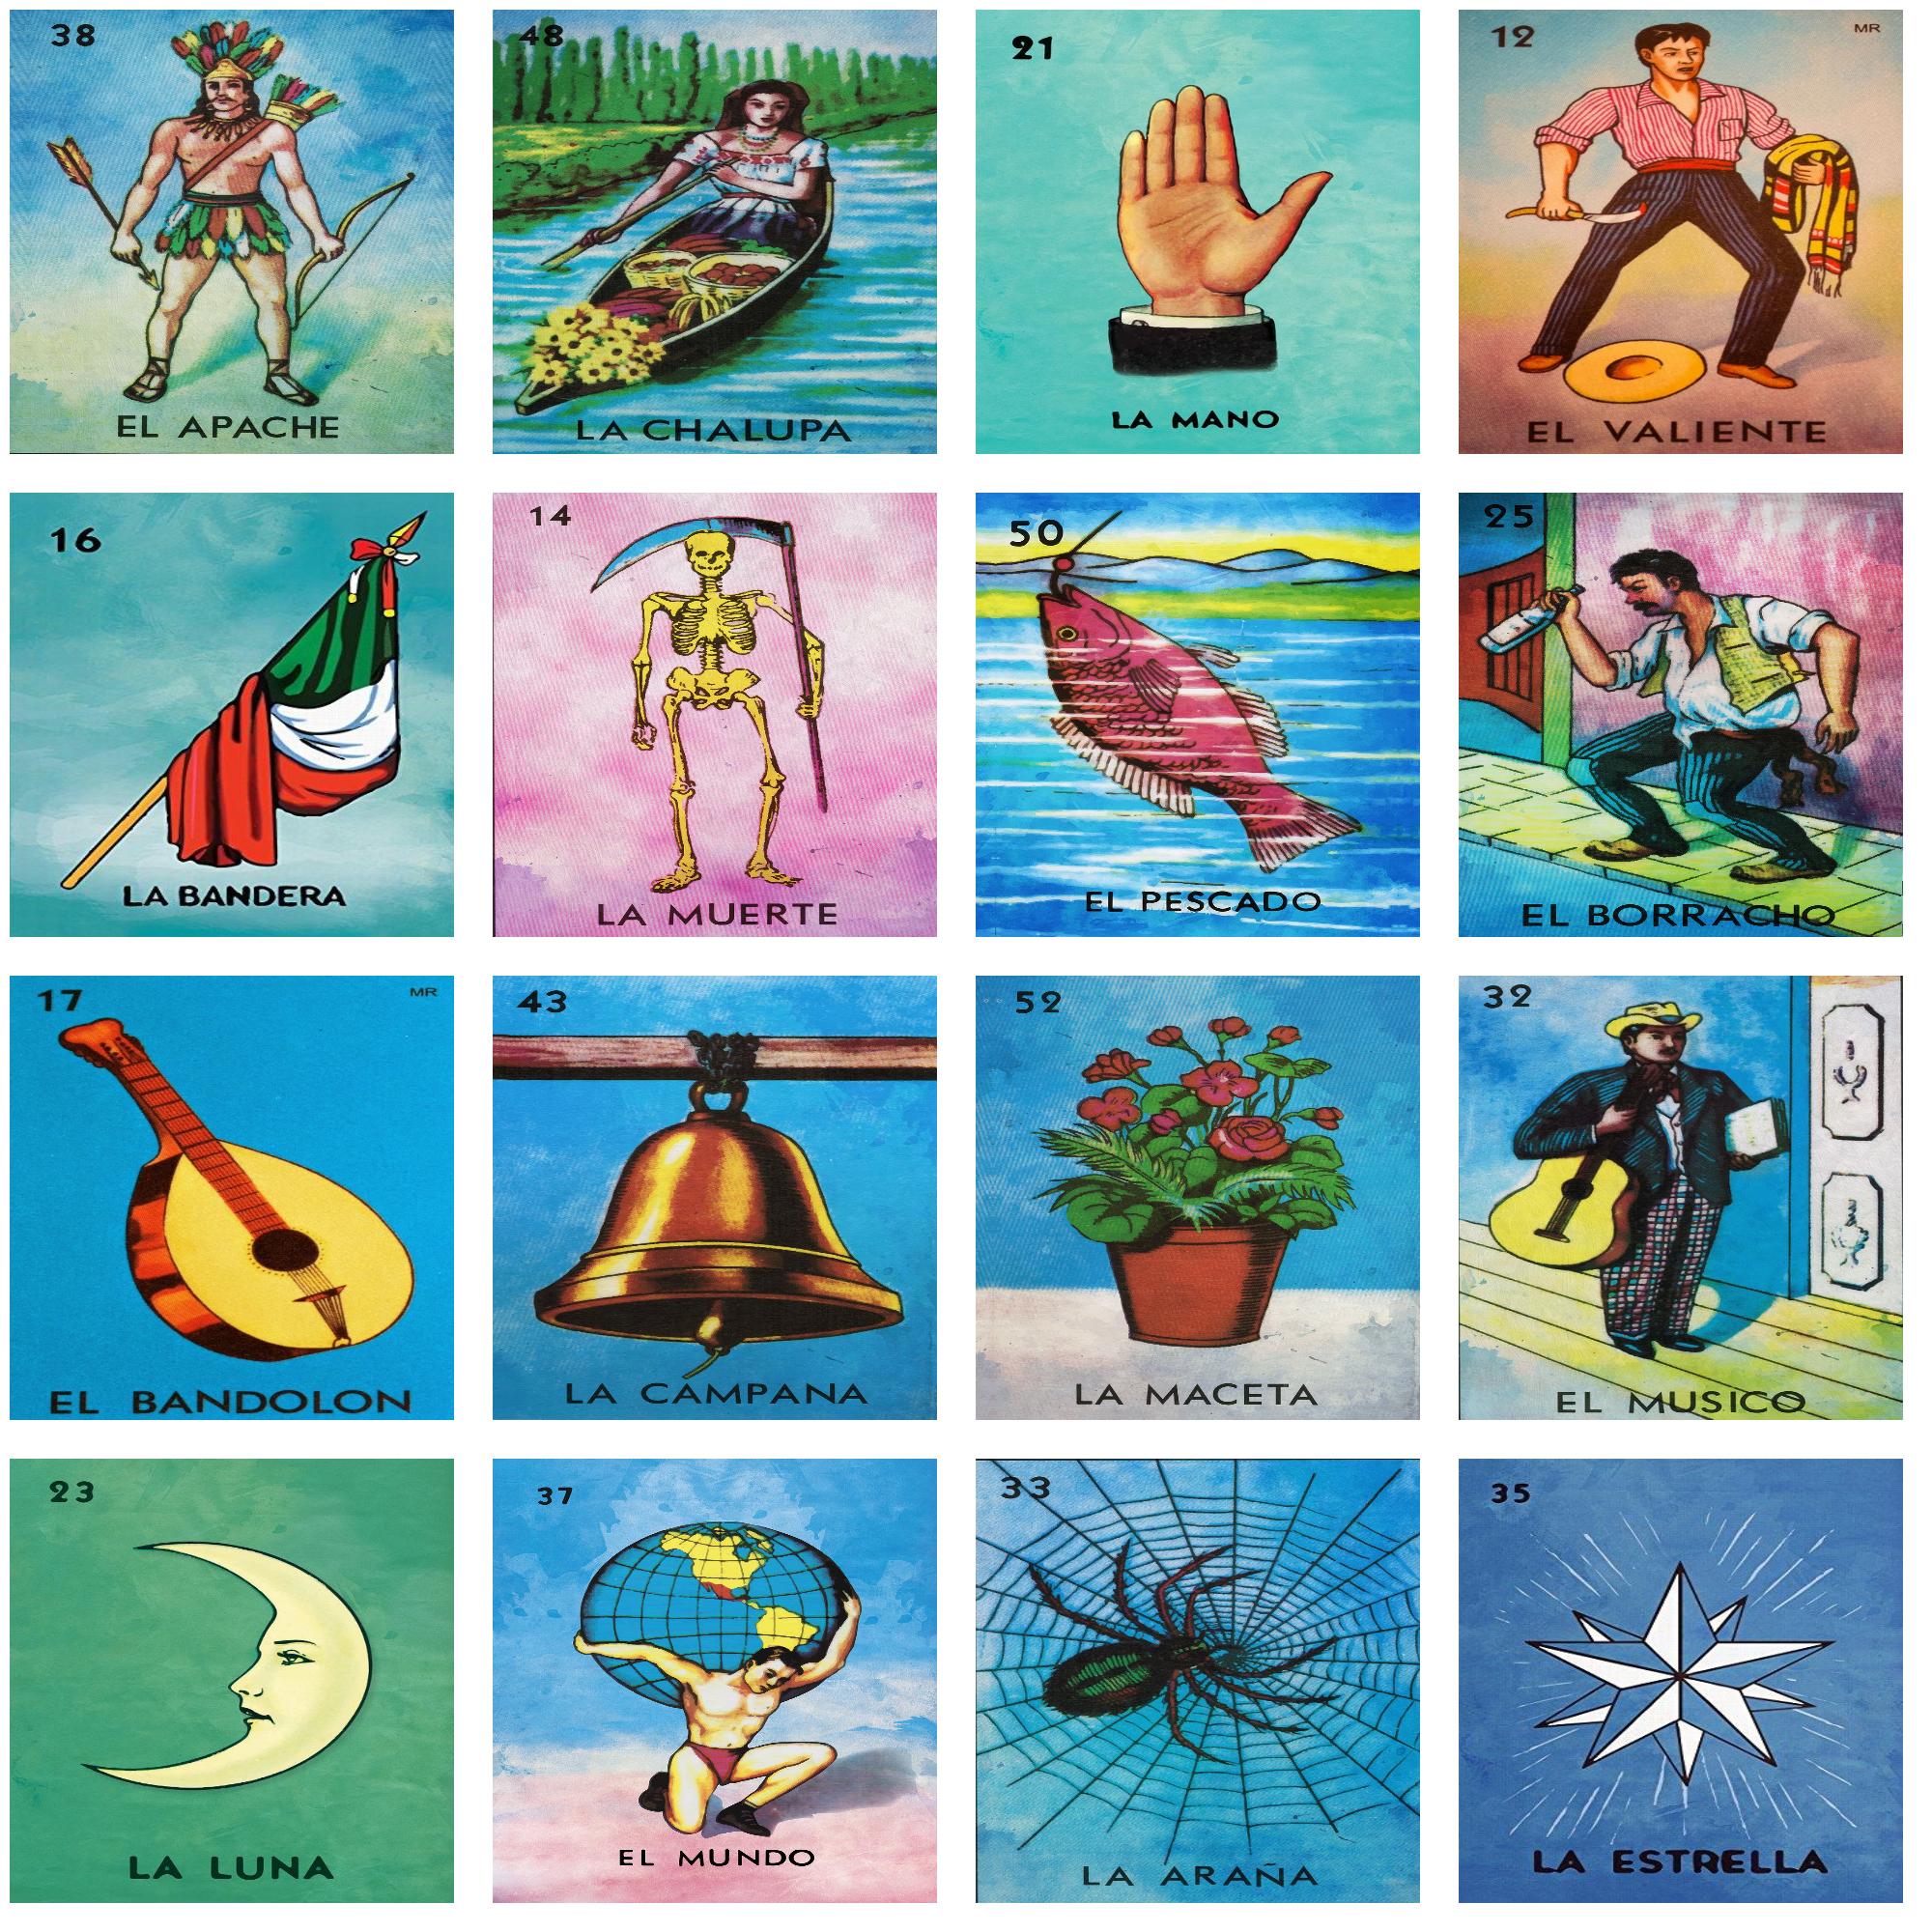 38
EL APACHE
48
LA CHALUPA
21
LA MANO
12 MR
EL VALIENTE
16
LA BANDERA
14
LA MUERTE
50
EL PESCADO
25
EL BORRACHO
17 MR
EL BANDOLON
43
LA CAMPANA
52
LA MACETA
32
EL MUSICO
23
LA LUNA
37
EL MUNDO
33
LA ARAÑA
35
LA ESTRELLA